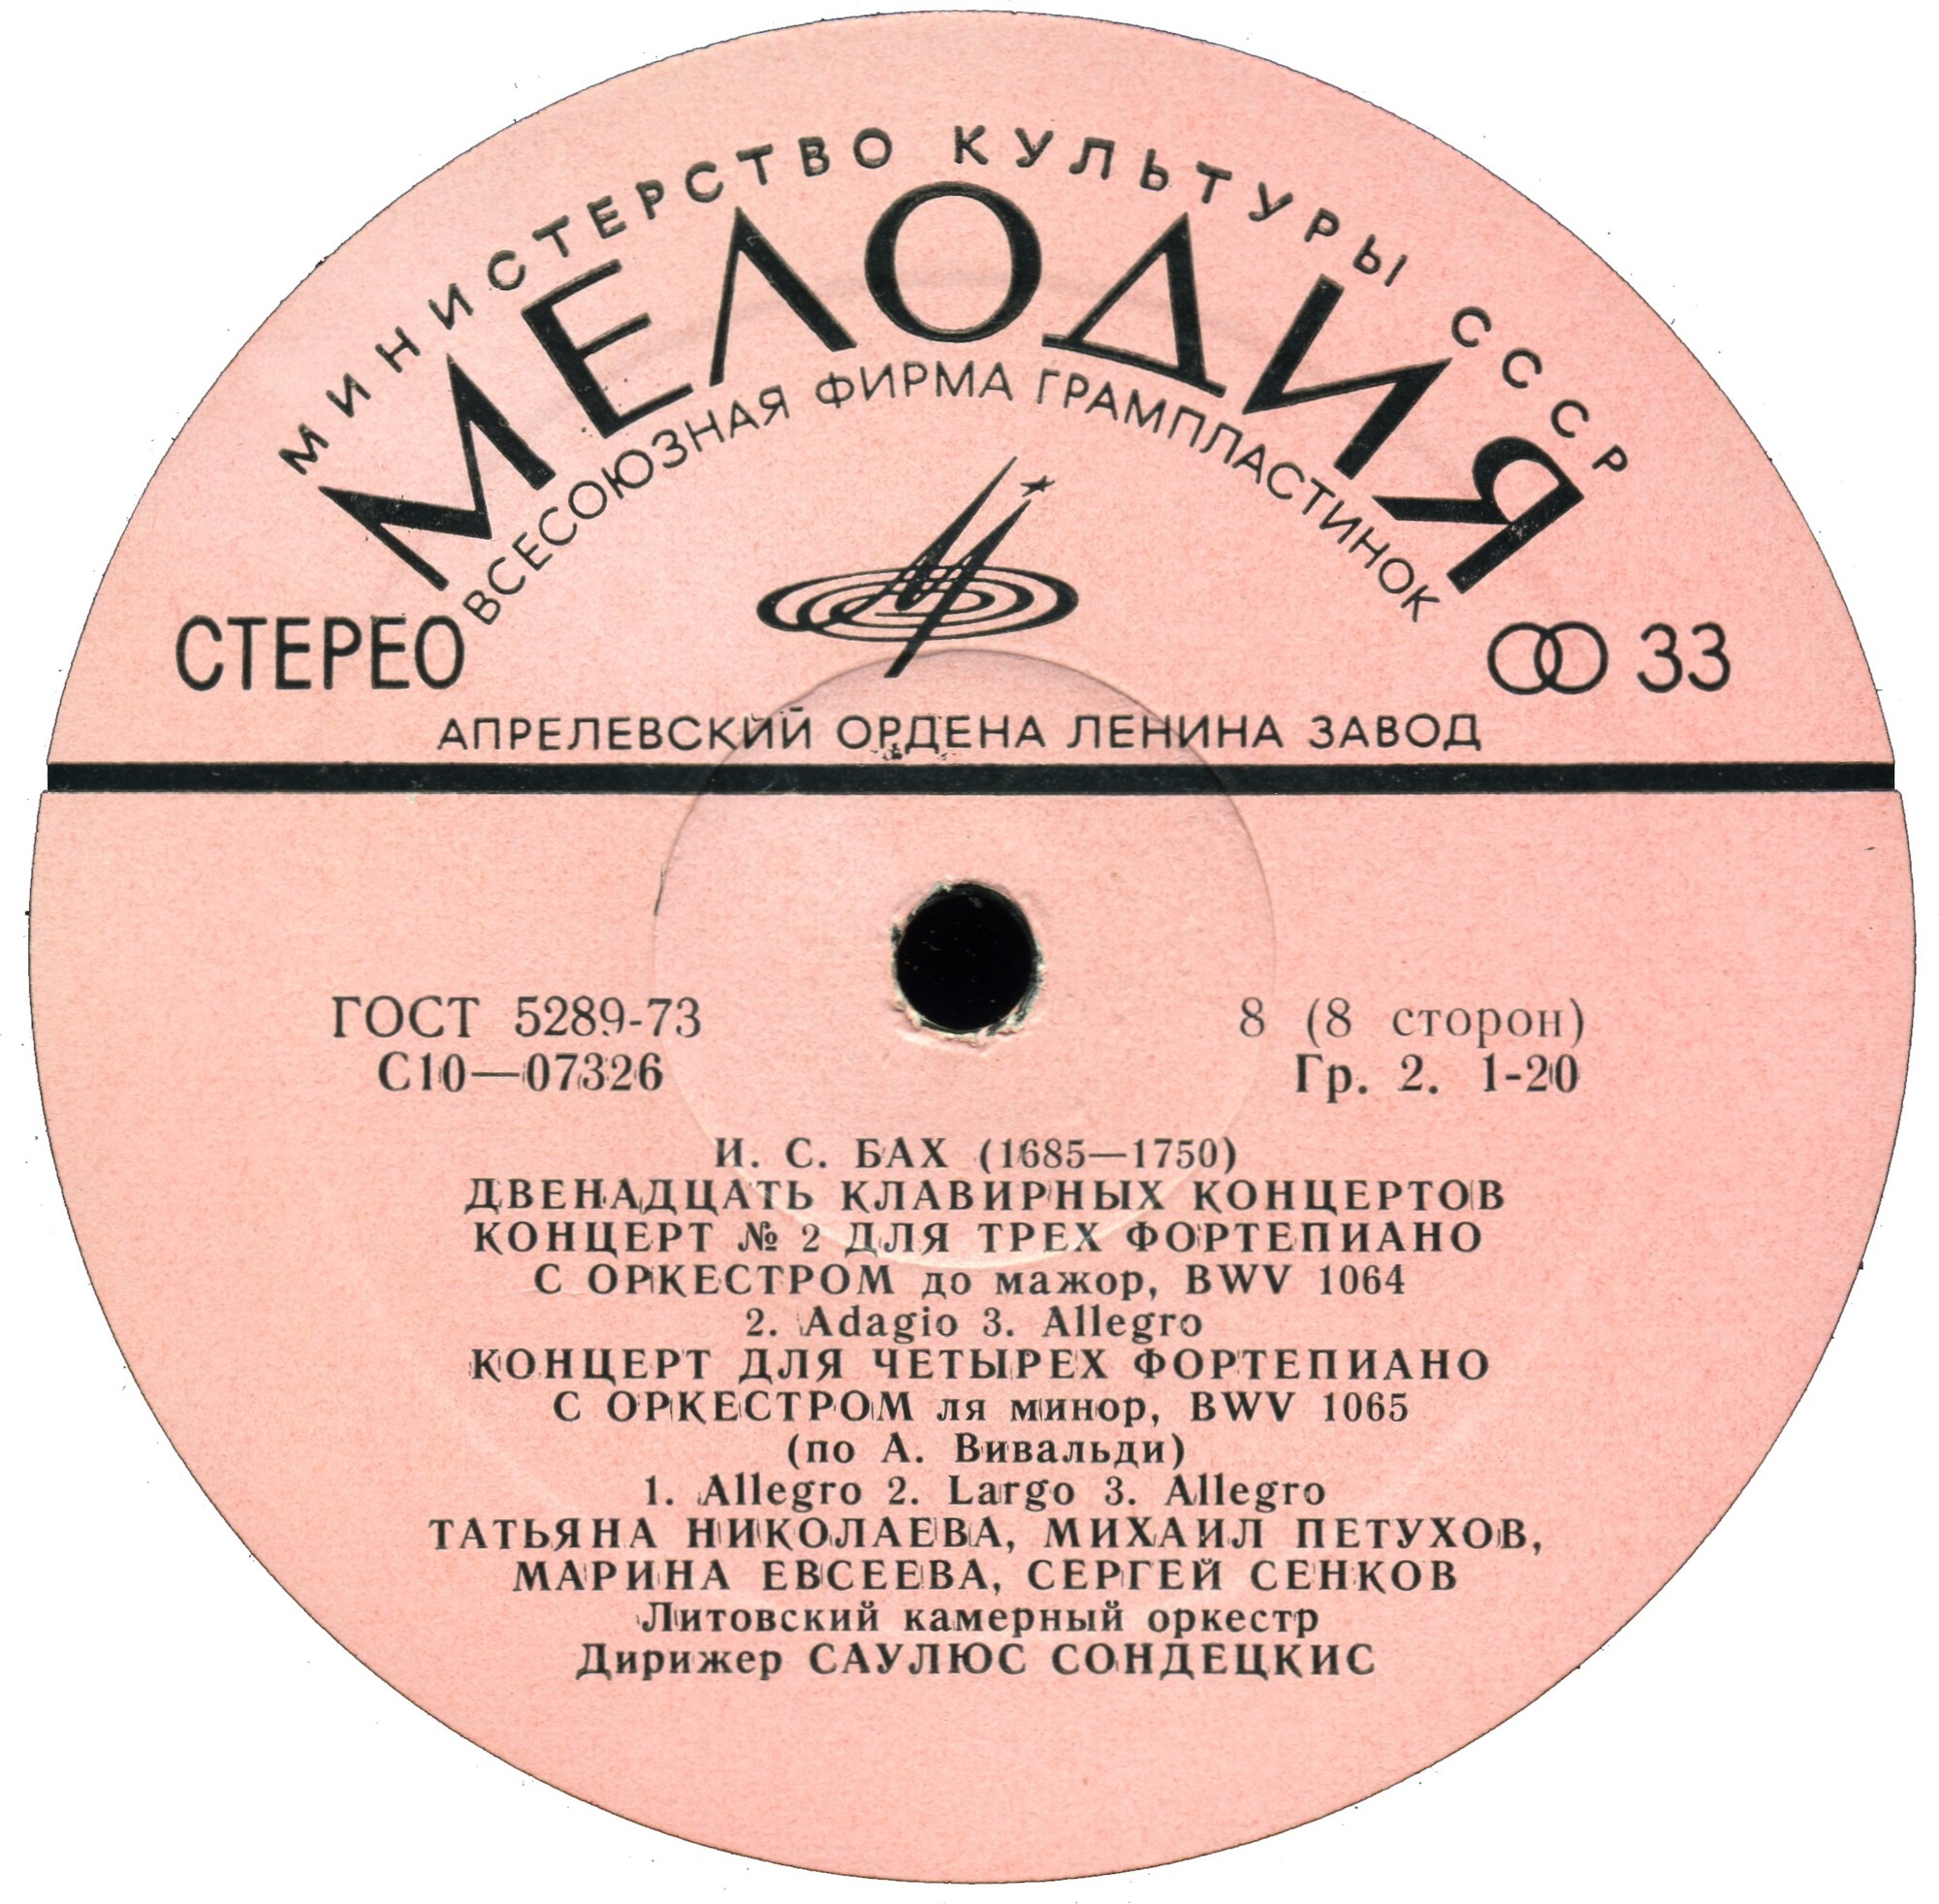 МИНИСТЕРСТВО КУЛЬТУРЫ СССР
МЕЛОДИЯ
ВСЕСОЮЗНАЯ ФИРМА ГРАМПЛАСТИНОК
СТЕРЕО
33
АПРЕЛЕВСКИЙ ОРДЕНА ЛЕНИНА ЗАВОД
ГОСТ 5289-73
8 (8 сторон)
С10—07326
Гр. 2. 1-20
И. С. БАХ (1685—1750)
ДВЕНАДЦАТЬ КЛАВИРНЫХ КОНЦЕРТОВ
КОНЦЕРТ № 2 ДЛЯ ТРЕХ ФОРТЕПИАНО
С ОРКЕСТРОМ до мажор, BWV 1064
2. Adagio 3. Allegro
КОНЦЕРТ ДЛЯ ЧЕТЫРЕХ ФОРТЕПИАНО
С ОРКЕСТРОМ ля минор, BWV 1065
(по А. Вивальди)
1. Allegro 2. Largo 3. Allegro
ТАТЬЯНА НИКОЛАЕВА, МИХАИЛ ПЕТУХОВ,
МАРИНА ЕВСЕЕВА, СЕРГЕЙ СЕНКОВ
Литовский камерный оркестр
Дирижер САУЛЮС СОНДЕЦКИС